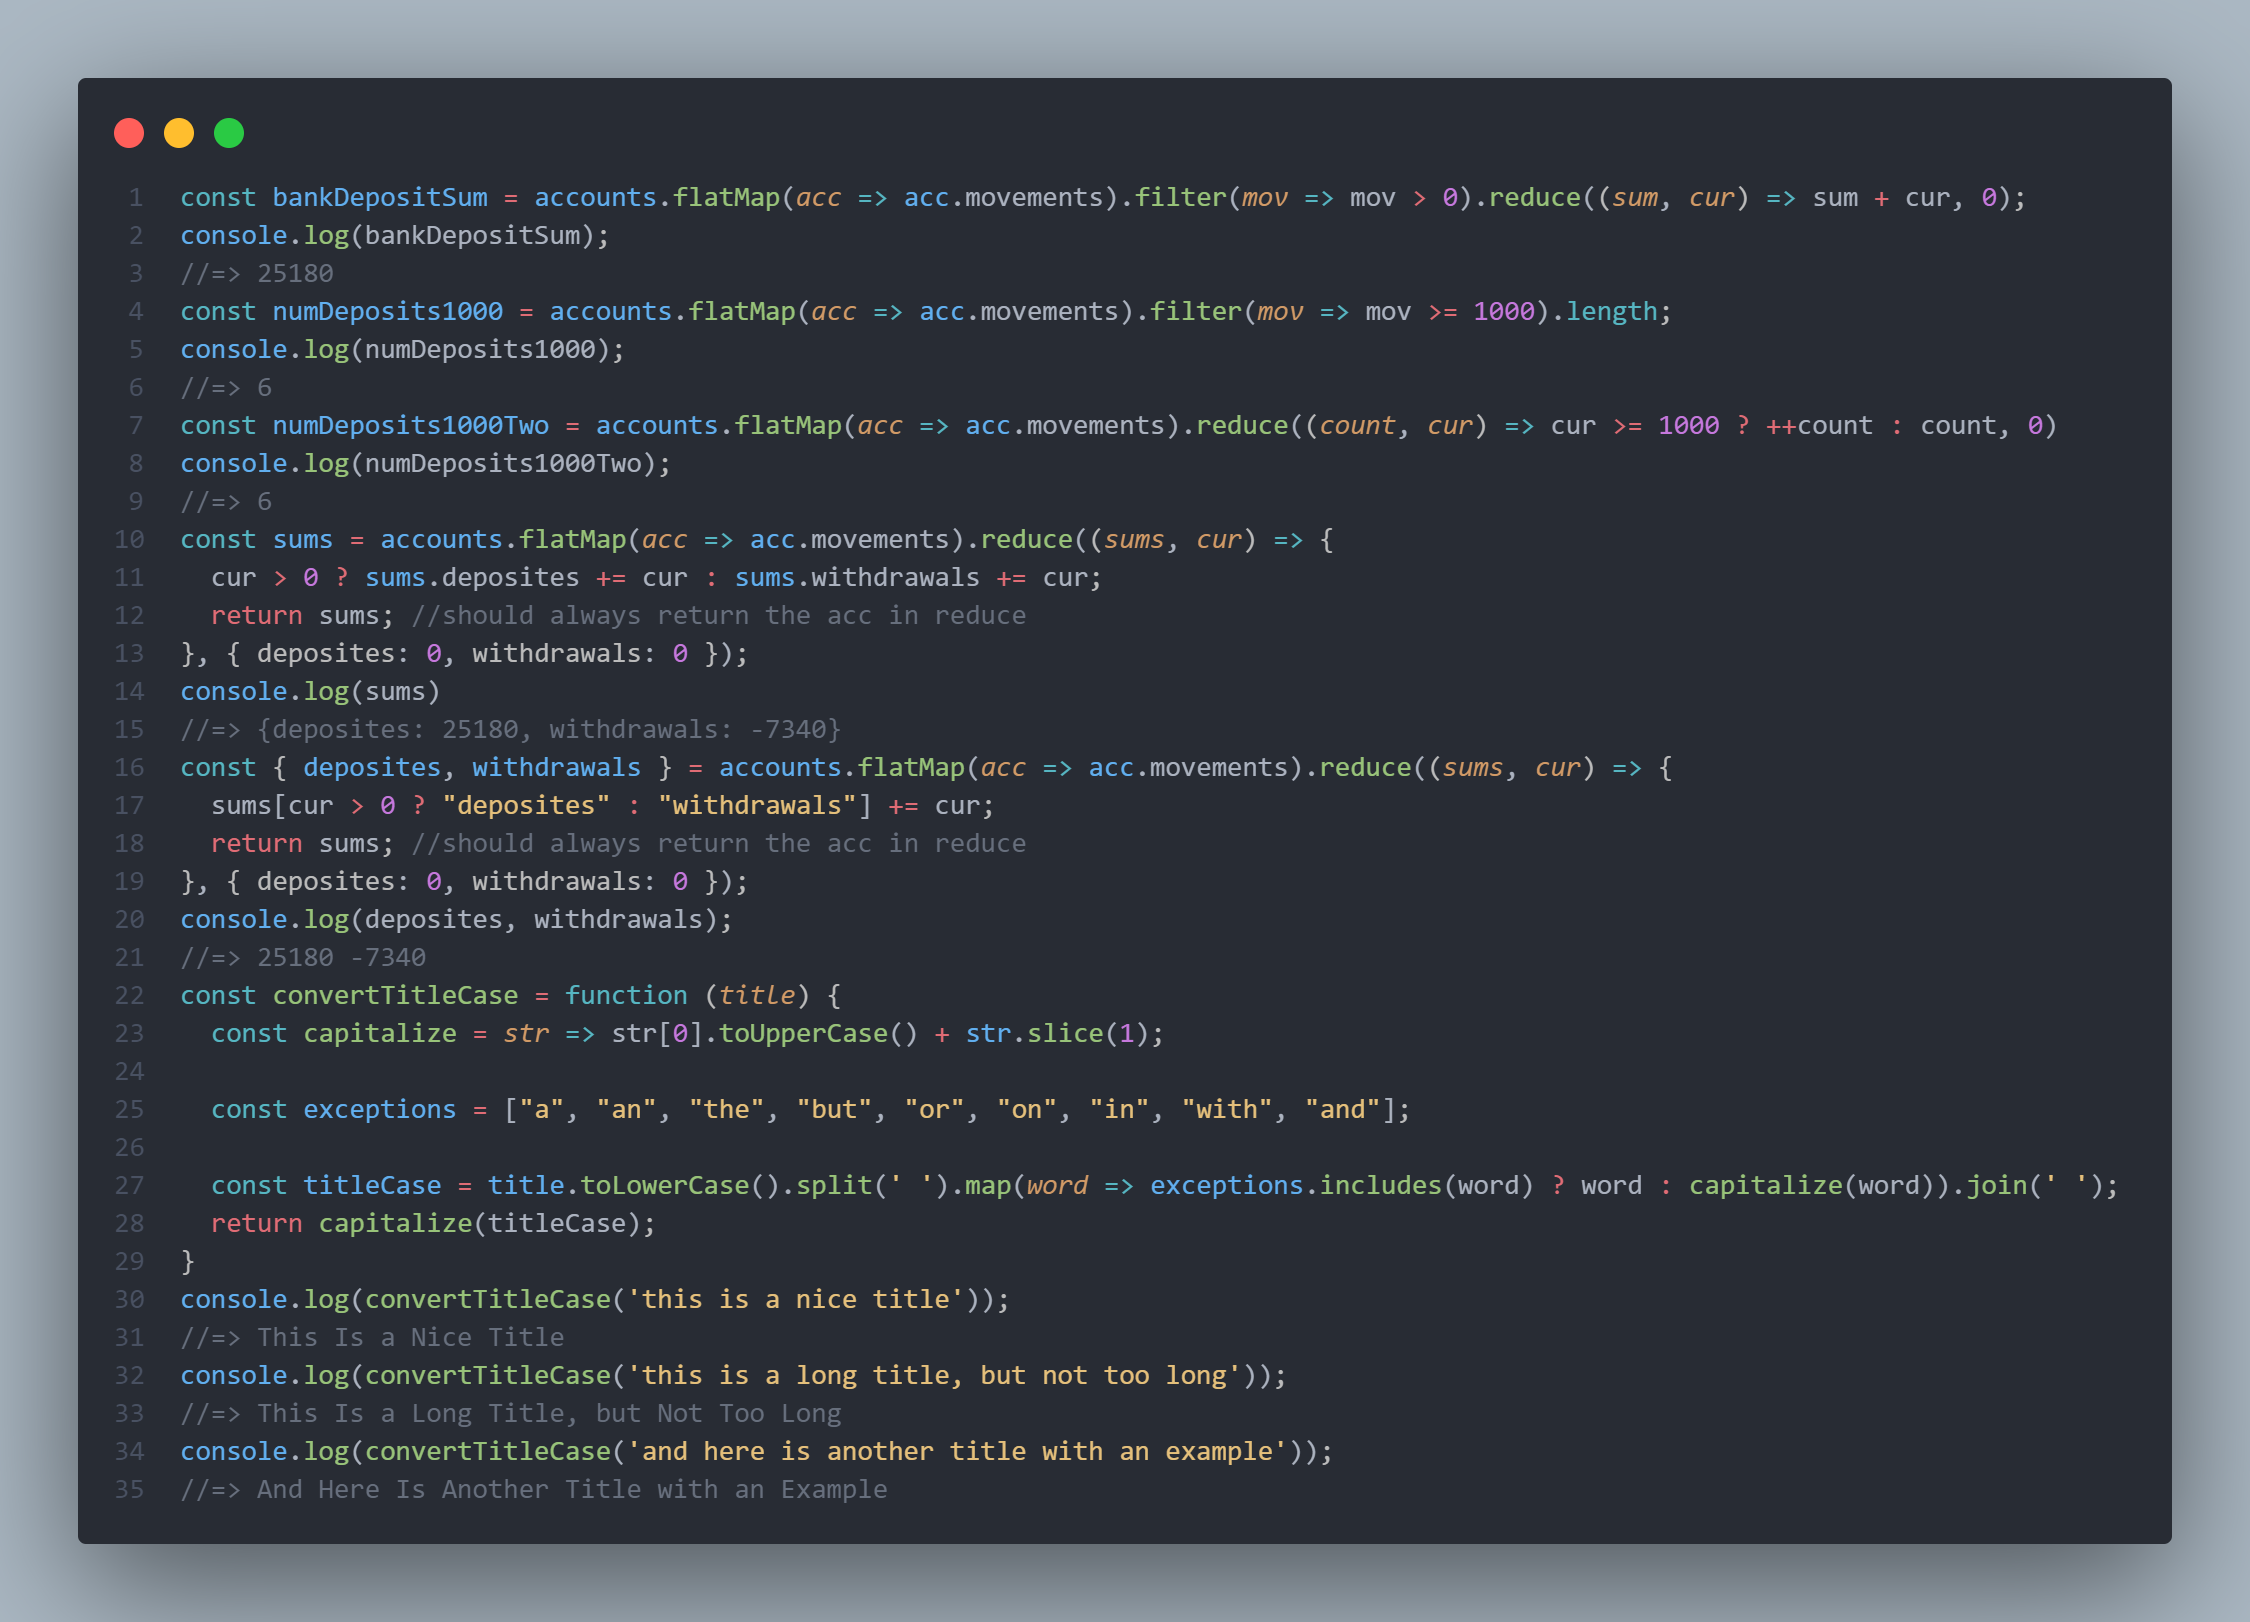 1 const bankDepositSum = accounts.flatMap(acc => acc.movements).filter(mov => mov > 0).reduce((sum, cur) => sum + cur, 0);
2 console.log(bankDepositSum);
3 //=> 25180
4 const numDeposits1000 = accounts.flatMap(acc => acc.movements).filter(mov => mov >= 1000).length;
5 console.log(numDeposits1000);
6 //=> 6
7 const numDeposits1000Two = accounts.flatMap(acc => acc.movements).reduce((count, cur) => cur >= 1000 ? ++count : count, 0)
8 console.log(numDeposits1000Two);
9 //=> 6
10 const sums = accounts.flatMap(acc => acc.movements).reduce((sums, cur) => {
11   cur > 0 ? sums.deposites += cur : sums.withdrawals += cur;
12   return sums; //should always return the acc in reduce
13 }, { deposites: 0, withdrawals: 0 });
14 console.log(sums)
15 //=> {deposites: 25180, withdrawals: -7340}
16 const { deposites, withdrawals } = accounts.flatMap(acc => acc.movements).reduce((sums, cur) => {
17   sums[cur > 0 ? "deposites" : "withdrawals"] += cur;
18   return sums; //should always return the acc in reduce
19 }, { deposites: 0, withdrawals: 0 });
20 console.log(deposites, withdrawals);
21 //=> 25180 -7340
22 const convertTitleCase = function (title) {
23   const capitalize = str => str[0].toUpperCase() + str.slice(1);
24
25   const exceptions = ["a", "an", "the", "but", "or", "on", "in", "with", "and"];
26
27   const titleCase = title.toLowerCase().split(' ').map(word => exceptions.includes(word) ? word : capitalize(word)).join(' ');
28   return capitalize(titleCase);
29 }
30 console.log(convertTitleCase('this is a nice title'));
31 //=> This Is a Nice Title
32 console.log(convertTitleCase('this is a long title, but not too long'));
33 //=> This Is a Long Title, but Not Too Long
34 console.log(convertTitleCase('and here is another title with an example'));
35 //=> And Here Is Another Title with an Example